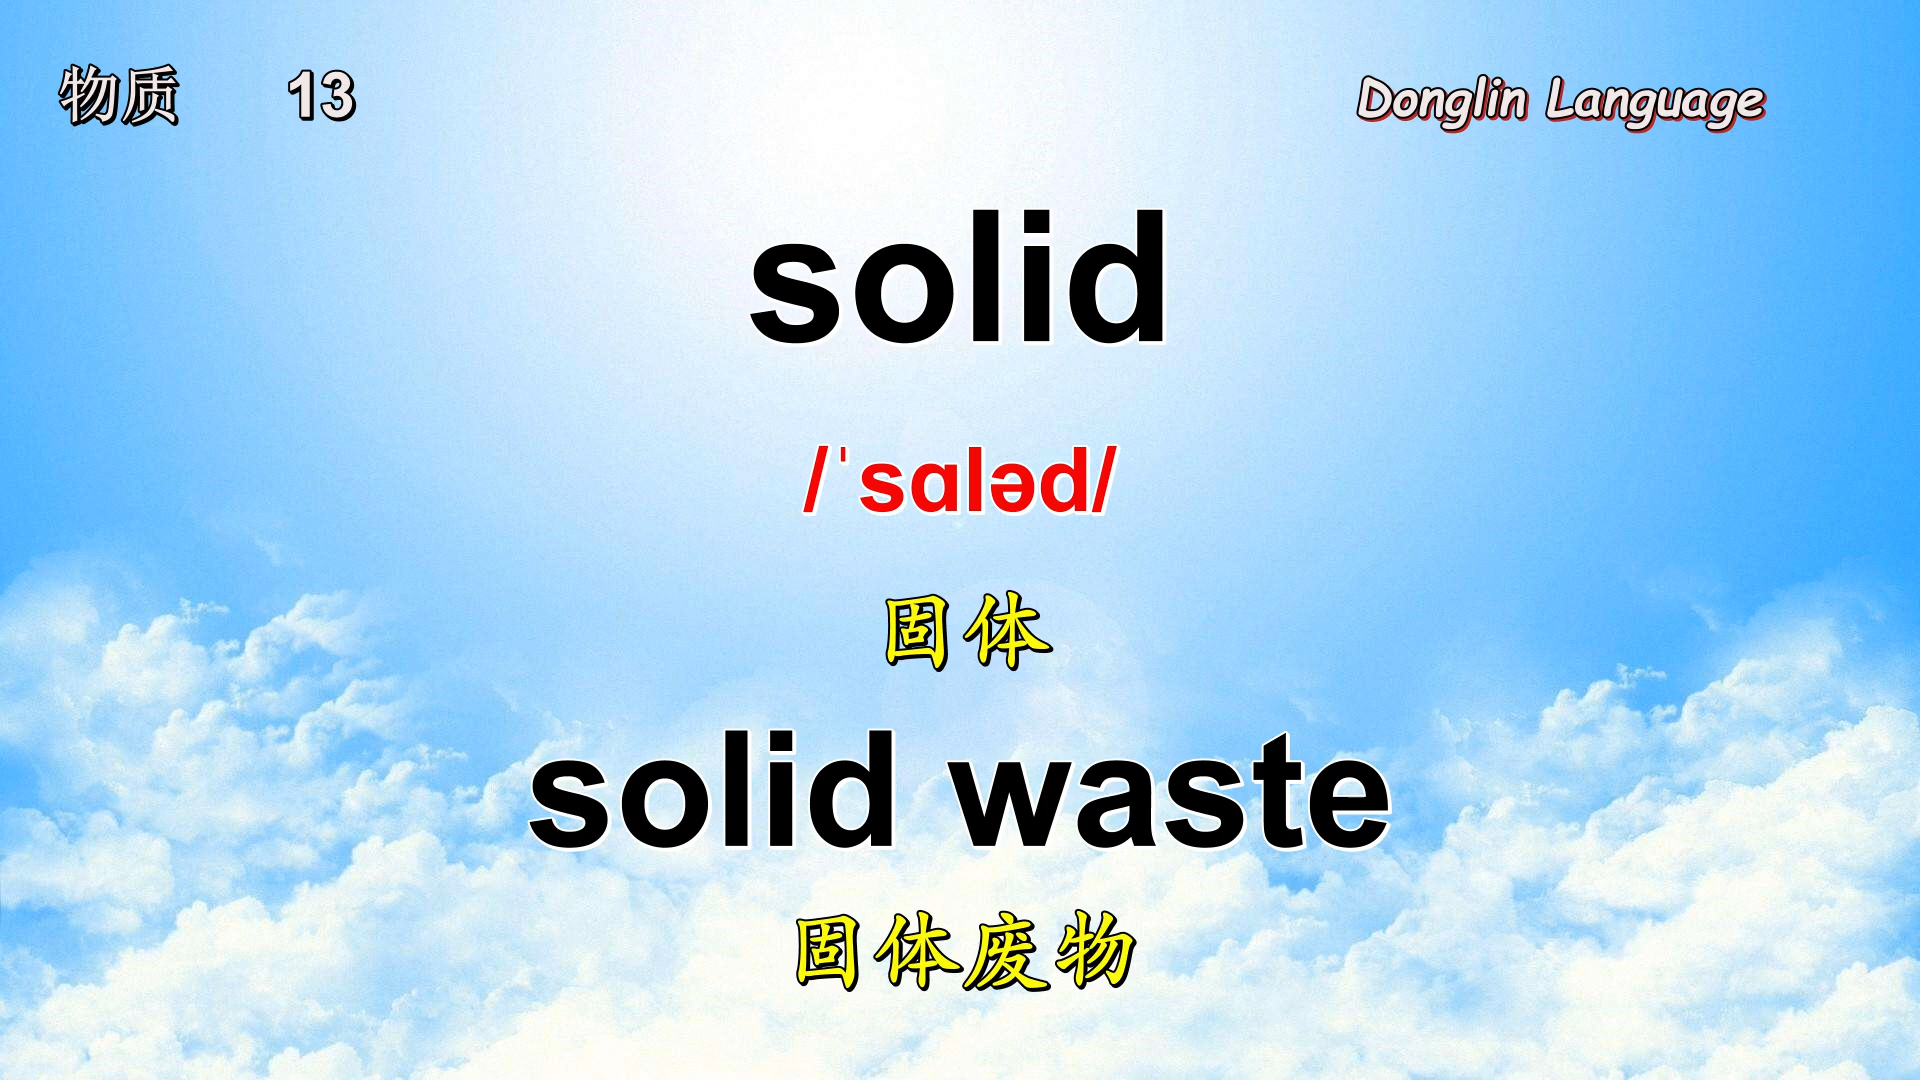 物质 13 Donglin Language
solid
/ˈsɑləd/
固体
solid waste
固体废物